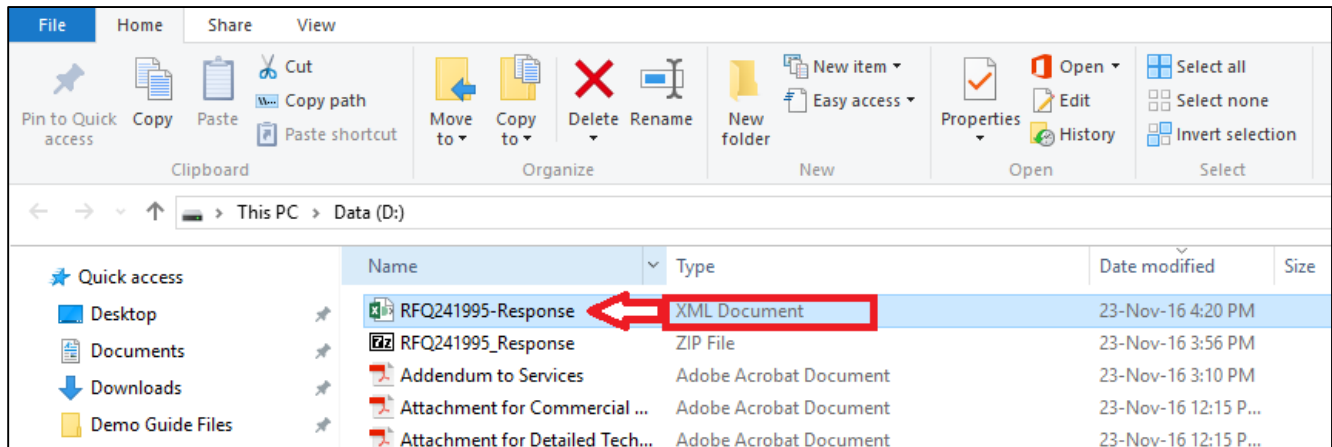 File Home Share View
Pin to Quick access
Copy
Paste
Cut
Copy path
Paste shortcut
Clipboard
Move to
Copy to
Delete
Rename
Organize
New folder
New item
Easy access
New
Properties
Open
Edit
History
Open
Select all
Select none
Invert selection
Select
This PC > Data (D:)
Name Type Date modified Size
Quick access
Desktop
Documents
Downloads
Demo Guide Files
RFQ241995-Response XML Document 23-Nov-16 4:20 PM
RFQ241995_Response ZIP File 23-Nov-16 3:56 PM
Addendum to Services Adobe Acrobat Document 23-Nov-16 3:10 PM
Attachment for Commercial ... Adobe Acrobat Document 23-Nov-16 12:15 P...
Attachment for Detailed Tech... Adobe Acrobat Document 23-Nov-16 12:15 P...